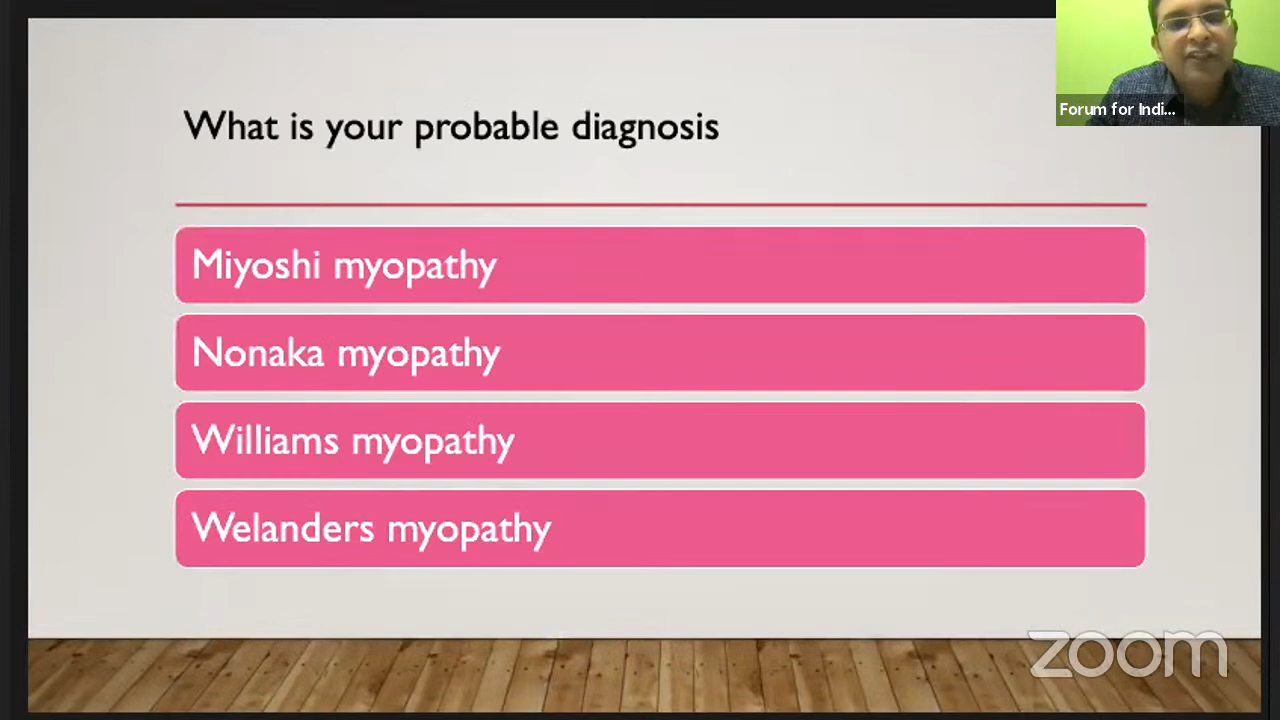 What is your probable diagnosis
Forum for Indi...
Miyoshi myopathy
Nonaka myopathy
Williams myopathy
Welanders myopathy
zoom